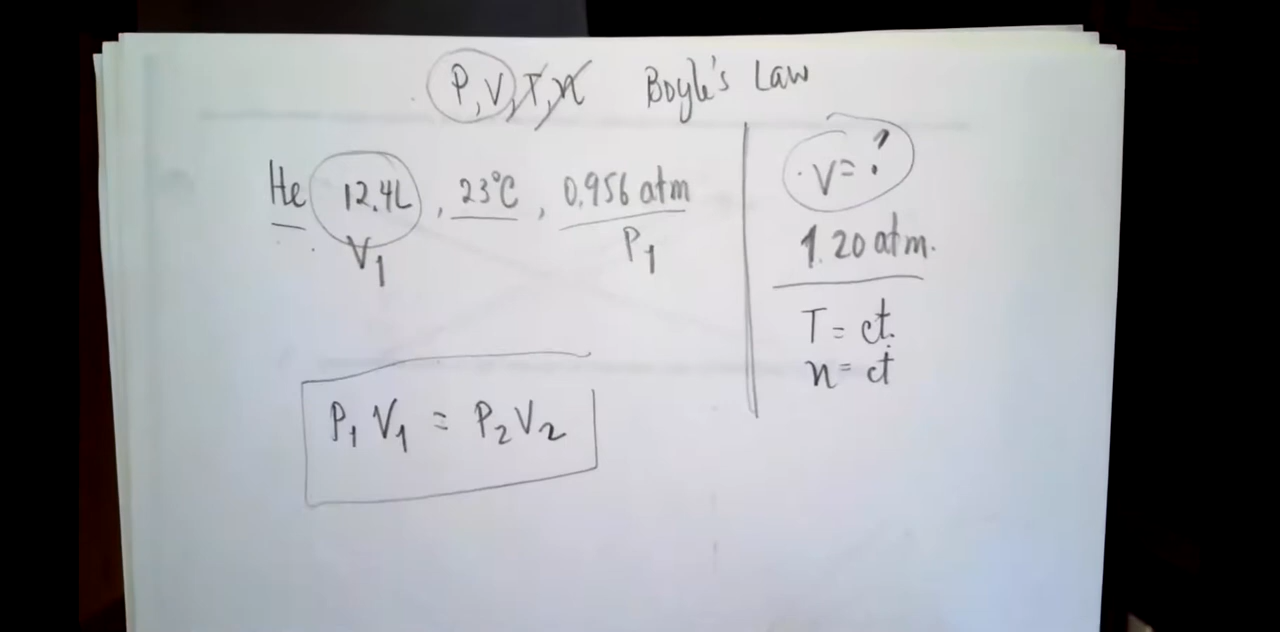 P, V, T, n Boyle's Law
He 12.4L, 23°C, 0.956 atm
V1 P1
V = ?
1.20 atm.
T = ct.
n = ct
P1 V1 = P2 V2